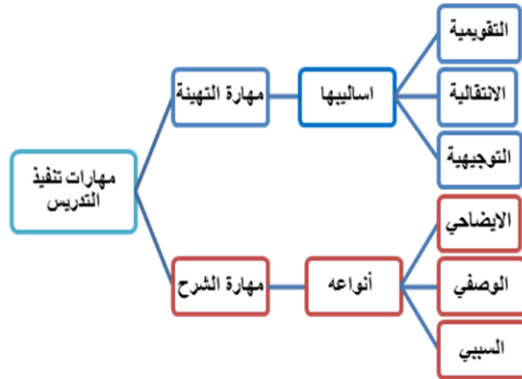 مهارات تنفيذ
التدريس
مهارة التهيئة
اساليبها
التقويمية
الانتقالية
التوجيهية
مهارة الشرح
أنواعه
الايضاحي
الوصفي
السببي